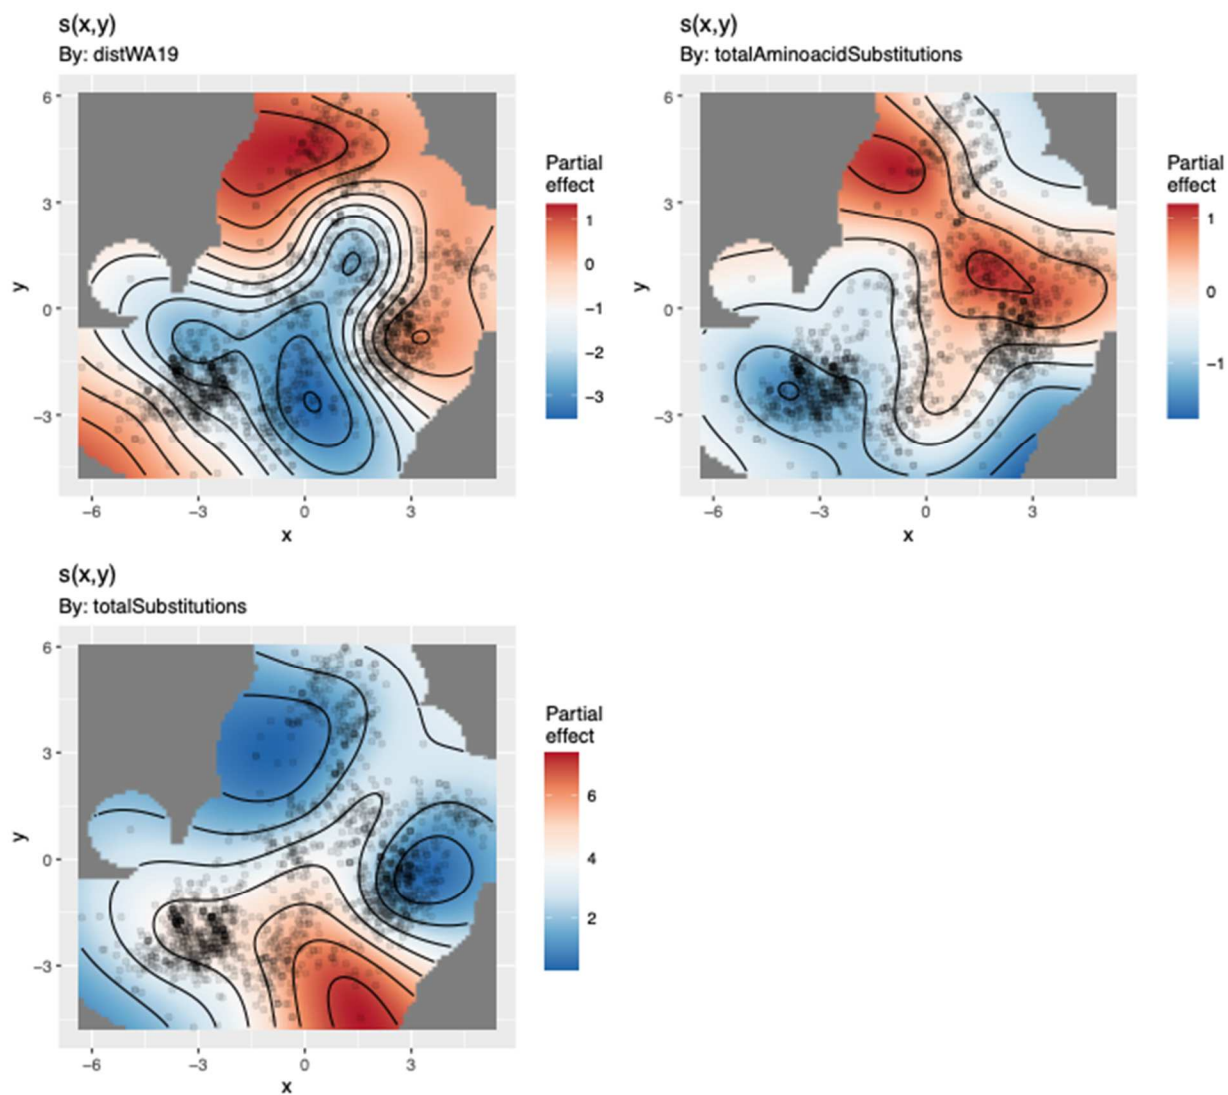 s(x,y)
By: distWA19
6
3
0
−3
y
−6
−3
0
3
x
Partial
effect
1
0
−1
−2
−3
s(x,y)
By: totalAminoacidSubstitutions
6
3
0
−3
y
−6
−3
0
3
x
Partial
effect
1
0
−1
s(x,y)
By: totalSubstitutions
6
3
0
−3
y
−6
−3
0
3
x
Partial
effect
6
4
2